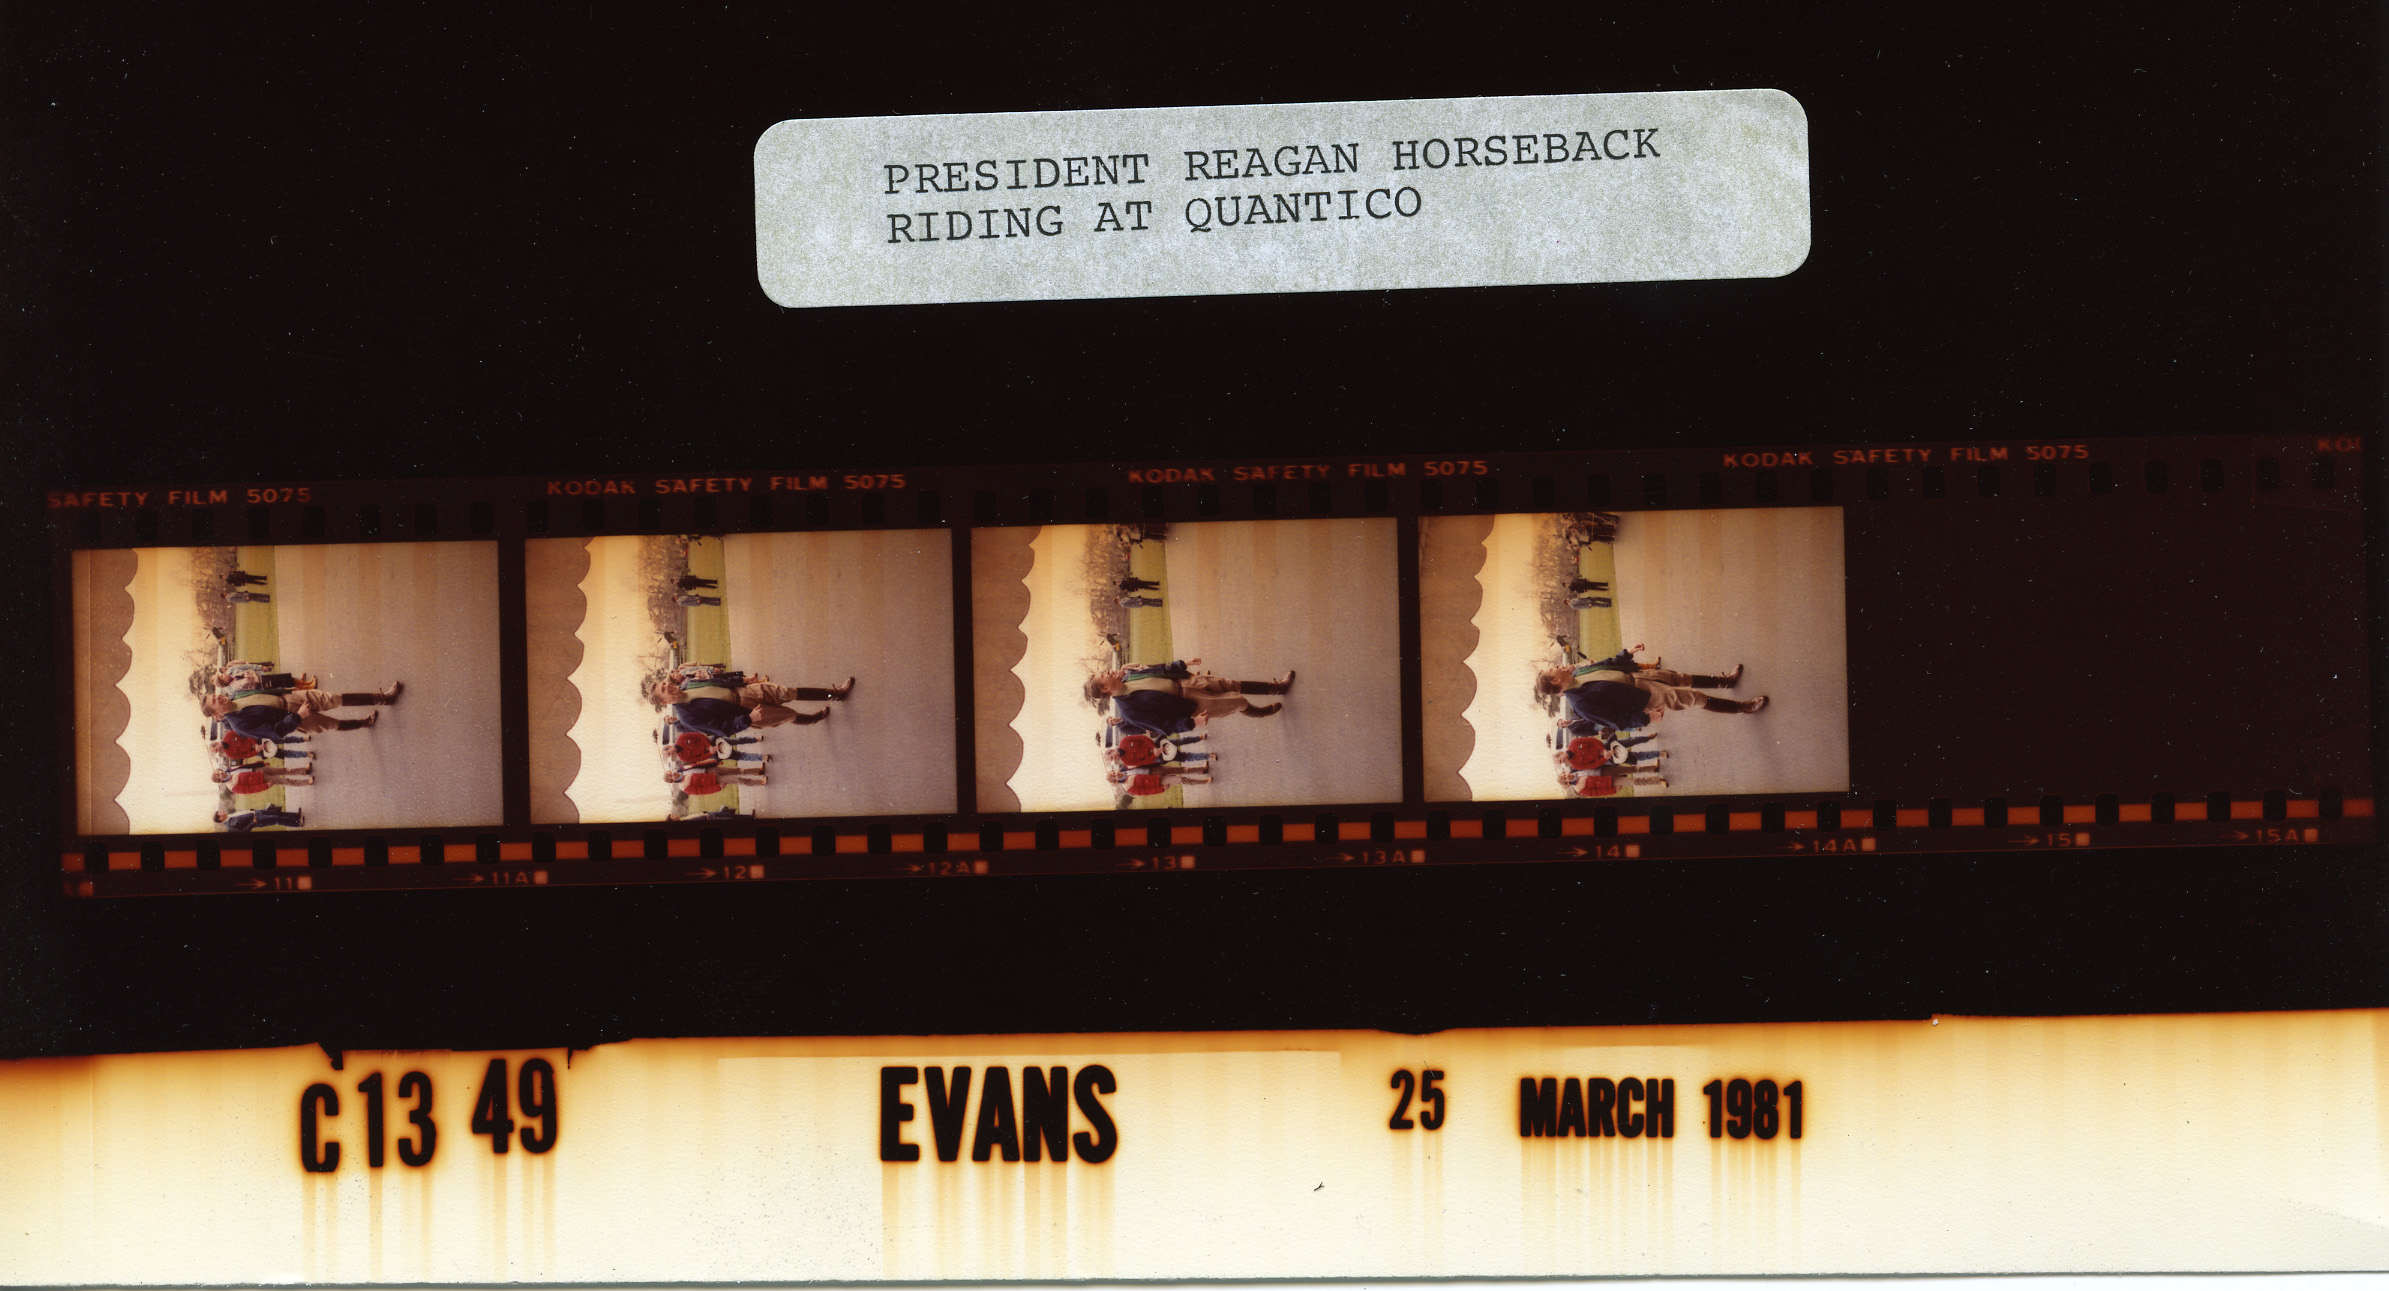 PRESIDENT REAGAN HORSEBACK
RIDING AT QUANTICO
SAFETY FILM 5075 KODAK SAFETY FILM 5075 KODAK SAFETY FILM 5075 KODAK SAFETY FILM 5075
→11 →11A →12 →12A →13 →13A →14 →14A →15 →15A
C13 49 EVANS 25 MARCH 1981